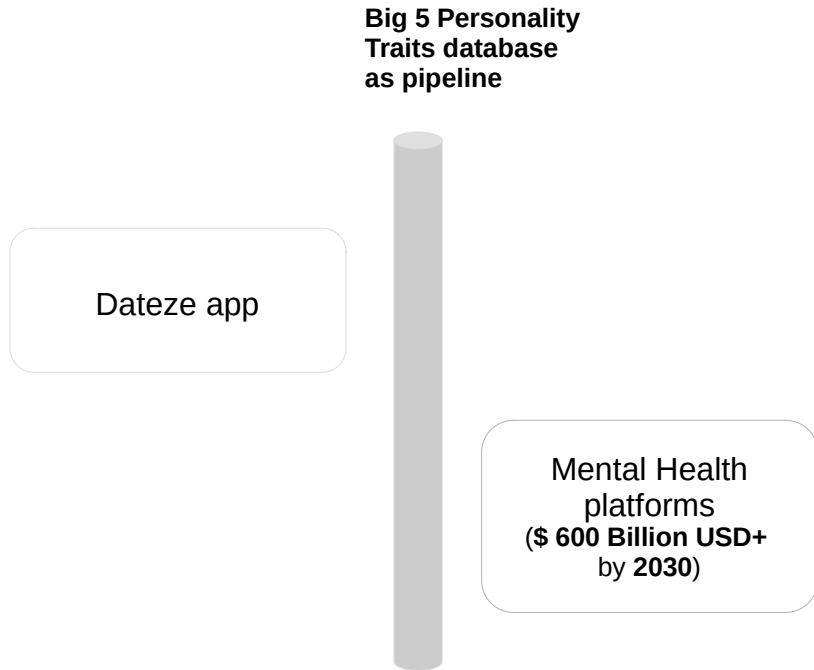 Big 5 Personality
Traits database
as pipeline
Dateze app
Mental Health
platforms
($ 600 Billion USD+
by 2030)